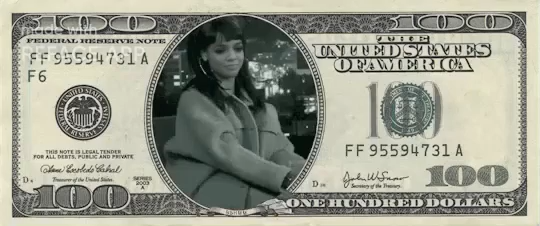 100 100
FEDERAL RESERVE NOTE
THE
UNITED STATES
OF AMERICA
FF 95594731 A
F6
100
FF 95594731 A
THIS NOTE IS LEGAL TENDER
FOR ALL DEBTS, PUBLIC AND PRIVATE
Treasurer of the United States.
SERIES
2003
A
Secretary of the Treasury.
100
100
ONE HUNDRED DOLLARS